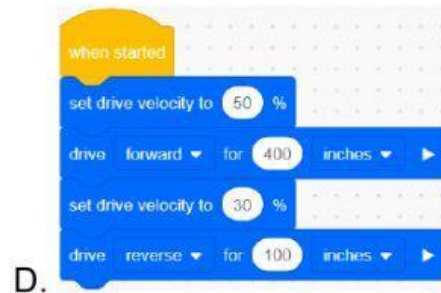 when started
set drive velocity to 50 %
drive forward for 400 inches
set drive velocity to 30 %
drive reverse for 100 inches
D.